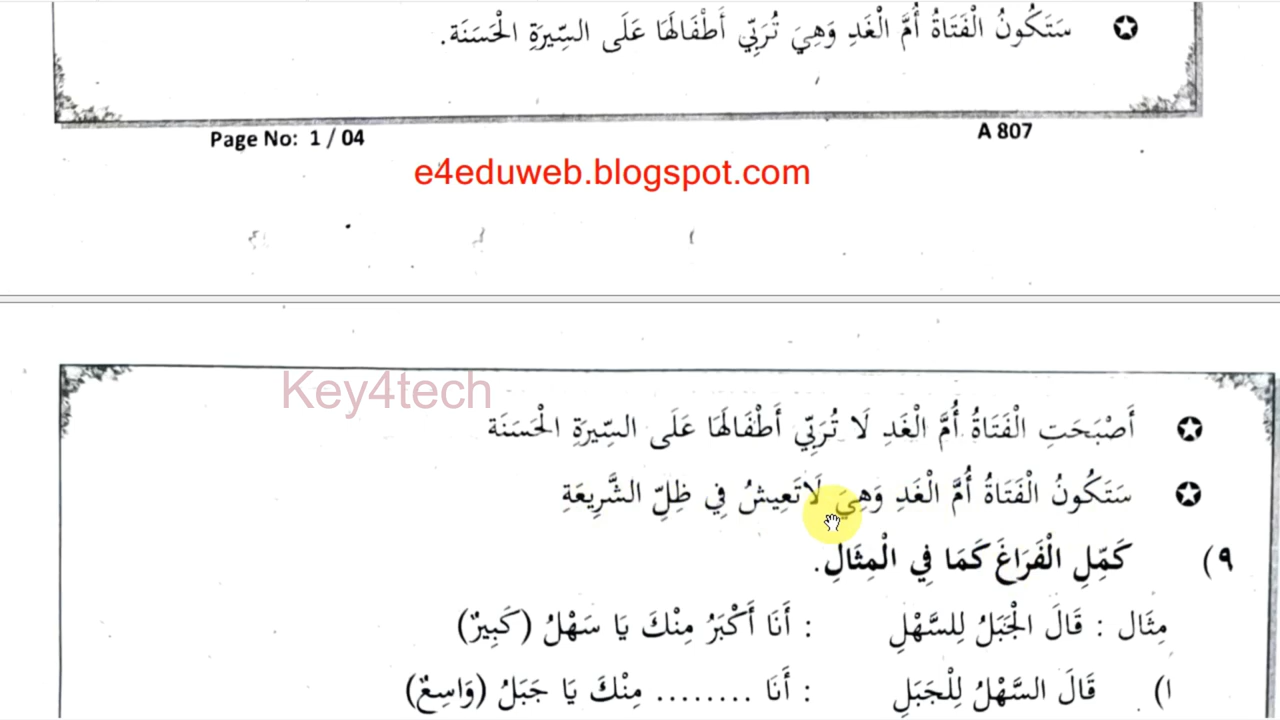 ✪ سَتَكُونُ الْفَتَاةُ أُمَّ الْغَدِ وَهِيَ تُرَبِّي أَطْفَالَهَا عَلَى السِّيرَةِ الْحَسَنَة.
Page No: 1 / 04 A 807
e4eduweb.blogspot.com
Key4tech
✪ أَصْبَحَتِ الْفَتَاةُ أُمَّ الْغَدِ لَا تُرَبِّي أَطْفَالَهَا عَلَى السِّيرَةِ الْحَسَنَة
✪ سَتَكُونُ الْفَتَاةُ أُمَّ الْغَدِ وَهِيَ لَاتَعِيشُ فِي ظِلِّ الشَّرِيعَةِ
٩) كَمِّلِ الْفَرَاغَ كَمَا فِي الْمِثَالِ.
مِثَال : قَالَ الْجَبَلُ لِلسَّهْلِ : أَنَا أَكْبَرُ مِنْكَ يَا سَهْلُ (كَبِيرٌ)
١) قَالَ السَّهْلُ لِلْجَبَلِ : أَنَا ........ مِنْكَ يَا جَبَلُ (وَاسِعٌ)